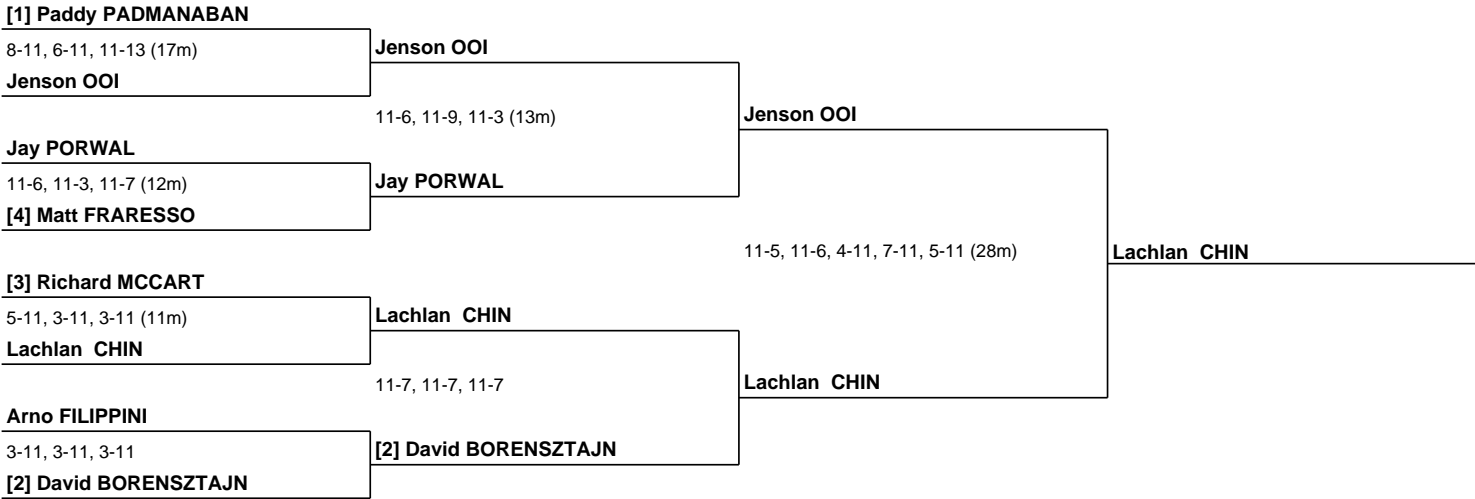 [1] Paddy PADMANABAN
8-11, 6-11, 11-13 (17m)
Jenson OOI
Jenson OOI
11-6, 11-9, 11-3 (13m)
Jenson OOI
Jay PORWAL
11-6, 11-3, 11-7 (12m)
Jay PORWAL
[4] Matt FRARESSO
11-5, 11-6, 4-11, 7-11, 5-11 (28m)
Lachlan CHIN
[3] Richard MCCART
5-11, 3-11, 3-11 (11m)
Lachlan CHIN
Lachlan CHIN
11-7, 11-7, 11-7
Lachlan CHIN
Arno FILIPPINI
3-11, 3-11, 3-11
[2] David BORENSZTAJN
[2] David BORENSZTAJN